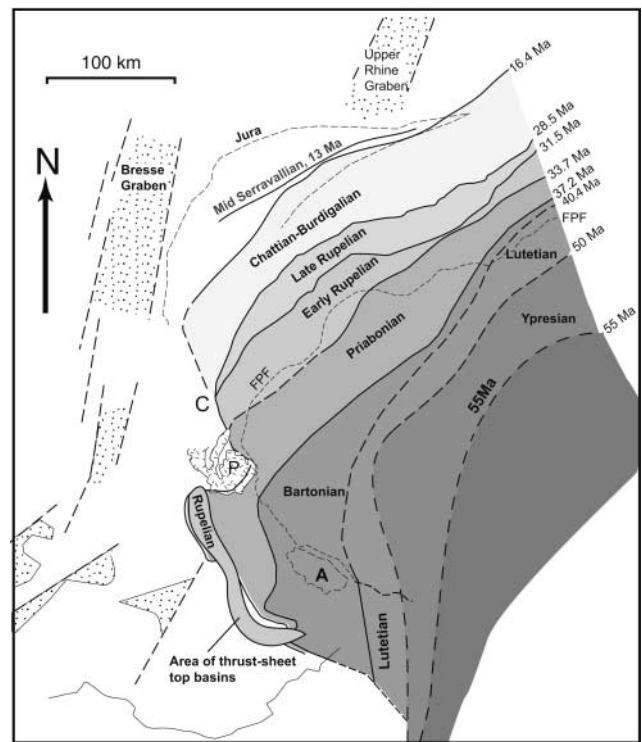 Upper
Rhine
Graben
100 km
16.4 Ma
Jura
Mid Serravallian, 13 Ma
28.5 Ma
31.5 Ma
N
Bresse
Graben
33.7 Ma
37.2 Ma
40.4 Ma
Chattian-Burdigalian
FPF
Late Rupelian
Lutetian
50 Ma
Early Rupelian
Ypresian
55 Ma
Priabonian
FPF
55Ma
C
P
Bartonian
Rupelian
A
Lutetian
Area of thrust-sheet
top basins